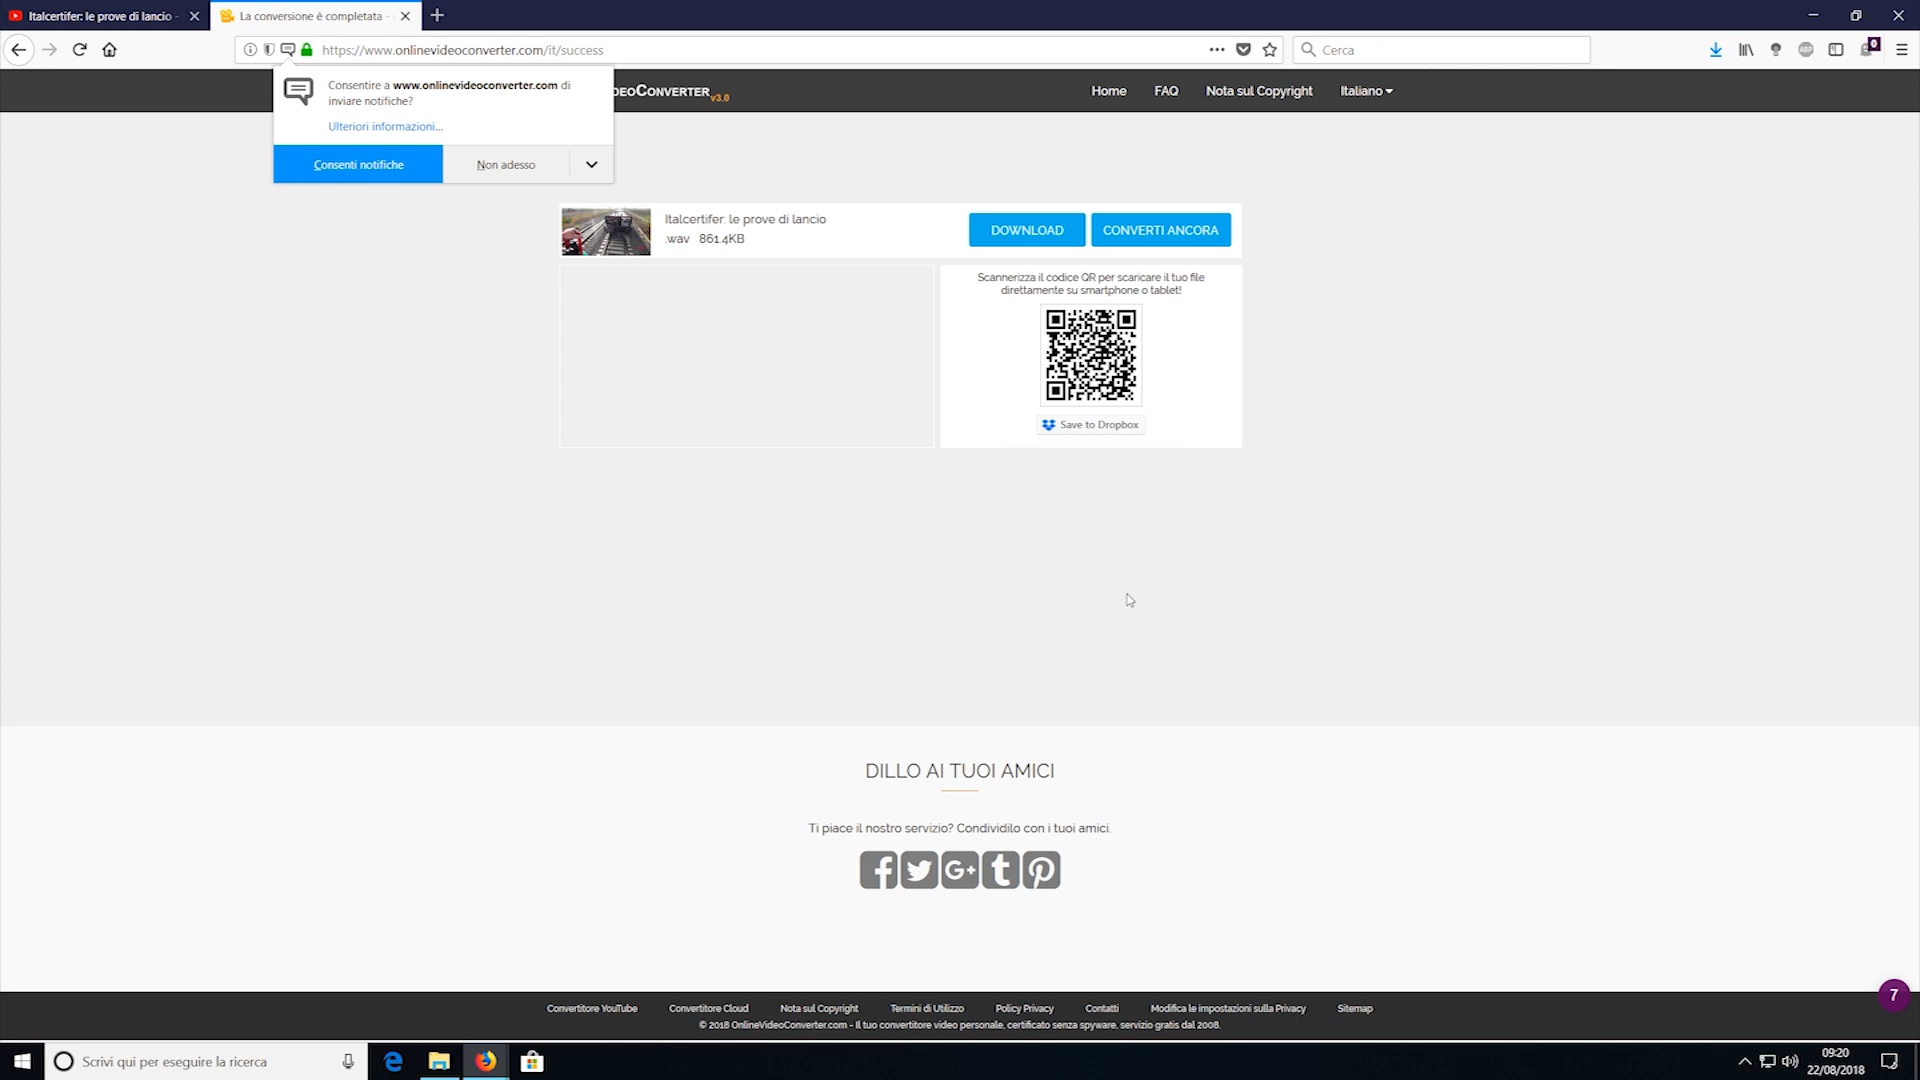 Italcertifer: le prove di lancio -
La conversione è completata -
https://www.onlinevideoconverter.com/it/success
Cerca
ABP
0
Consentire a www.onlinevideoconverter.com di
inviare notifiche?
Ulteriori informazioni...
Consenti notifiche
Non adesso
DEOCONVERTER v3.0
Home
FAQ
Nota sul Copyright
Italiano
Italcertifer: le prove di lancio
.wav 861.4KB
DOWNLOAD
CONVERTI ANCORA
Scannerizza il codice QR per scaricare il tuo file
direttamente su smartphone o tablet!
Save to Dropbox
DILLO AI TUOI AMICI
Ti piace il nostro servizio? Condividilo con i tuoi amici.
7
Convertitore YouTube
Convertitore Cloud
Nota sul Copyright
Termini di Utilizzo
Policy Privacy
Contatti
Modifica le impostazioni sulla Privacy
Sitemap
© 2018 OnlineVideoConverter.com - Il tuo convertitore video personale, certificato senza spyware, servizio gratis dal 2008.
Scrivi qui per eseguire la ricerca
09:20
22/08/2018